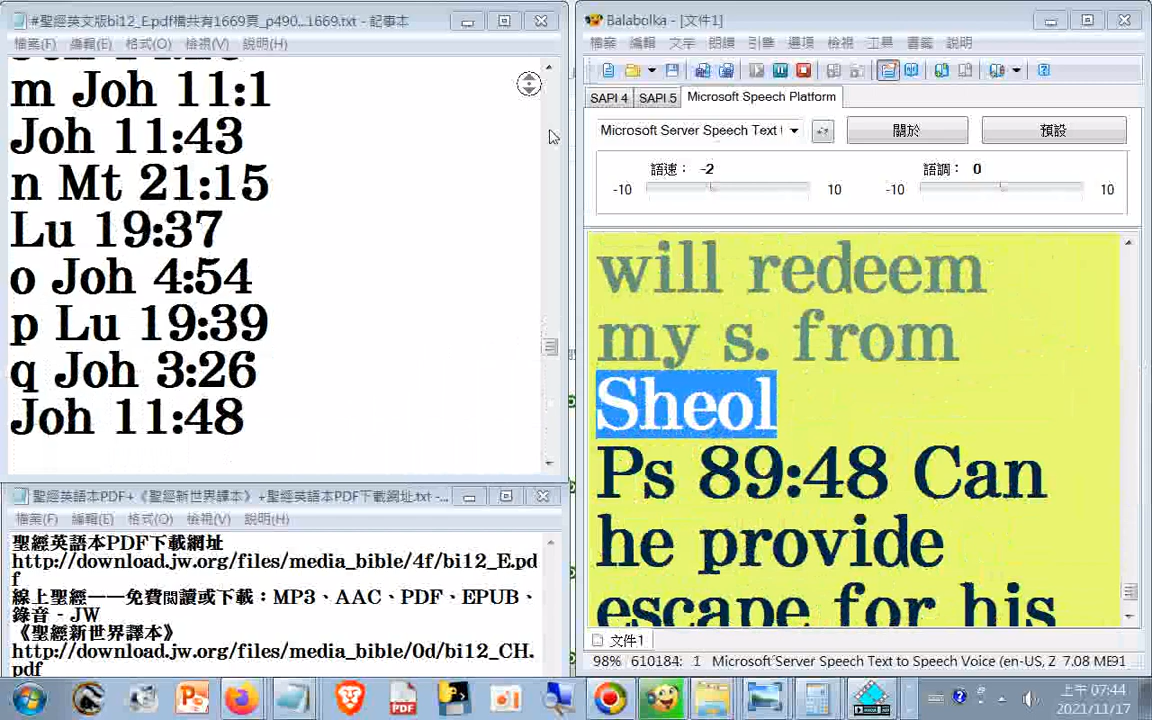 #聖經英文版bi12_E.pdf檔共有1669頁_p490....1669.txt - 記事本
檔案(F) 編輯(E) 格式(O) 檢視(V) 說明(H)
m Joh 11:1
Joh 11:43
n Mt 21:15
Lu 19:37
o Joh 4:54
p Lu 19:39
q Joh 3:26
Joh 11:48
聖經英語本PDF+《聖經新世界譯本》+聖經英語本PDF下載網址.txt -...
檔案(F) 編輯(E) 格式(O) 檢視(V) 說明(H)
聖經英語本PDF下載網址
http://download.jw.org/files/media_bible/4f/bi12_E.pd
f
線上聖經——免費閱讀或下載：MP3、AAC、PDF、EPUB、
錄音 - JW
《聖經新世界譯本》
http://download.jw.org/files/media_bible/0d/bi12_CH.
pdf
Balabolka - [文件1]
檔案 編輯 文字 朗讀 引擎 選項 檢視 工具 書籤 說明
SAPI 4 SAPI 5 Microsoft Speech Platform
Microsoft Server Speech Text 關於 預設
語速： -2 語調： 0
-10 10 -10 10
will redeem
my s. from
Sheol
Ps 89:48 Can
he provide
escape for his
文件1
98% 610184: 1 Microsoft Server Speech Text to Speech Voice (en-US, Z 7.08 ME91
上午 07:44
2021/11/17